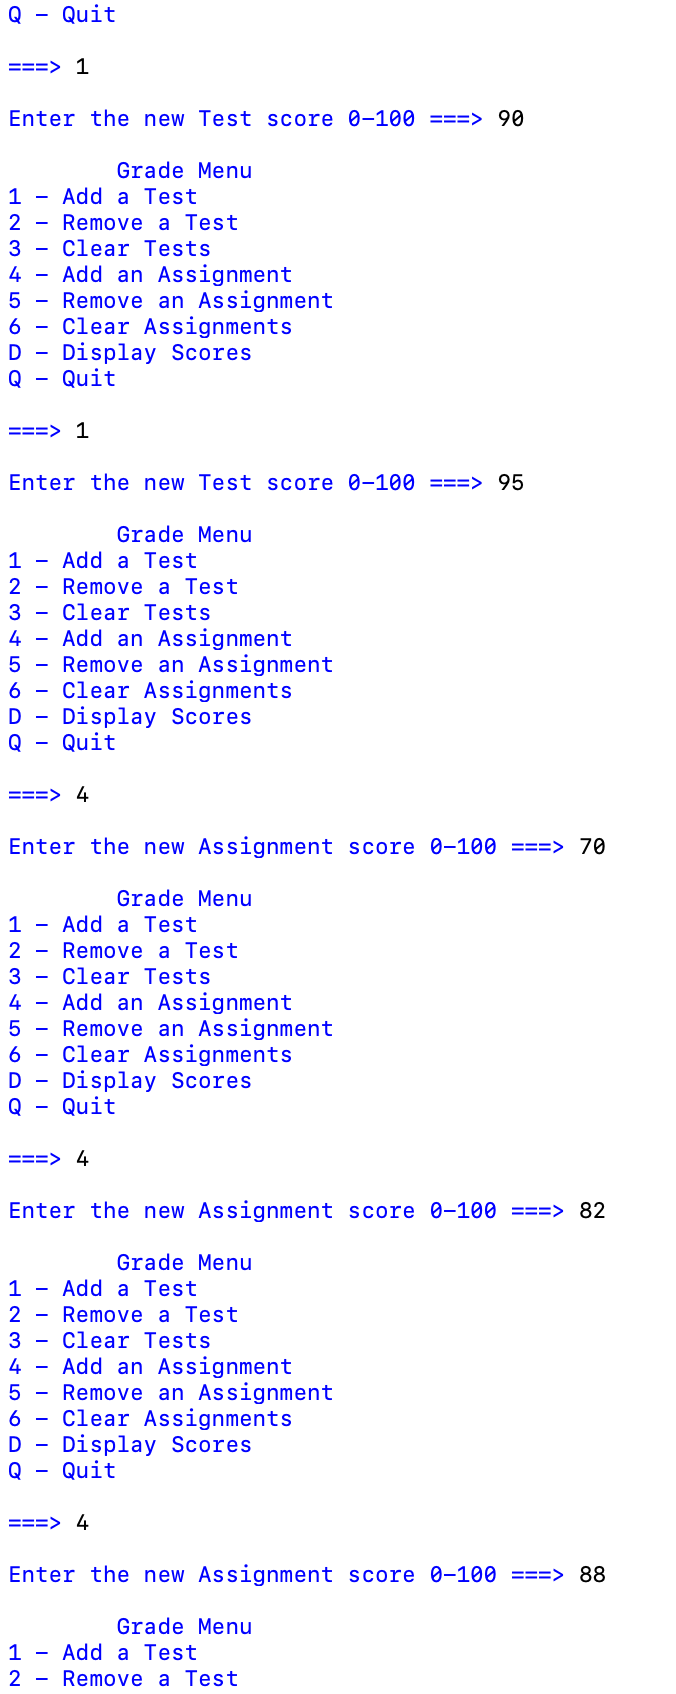 Q – Quit
===> 1
Enter the new Test score 0–100 ===> 90
Grade Menu
1 – Add a Test
2 – Remove a Test
3 – Clear Tests
4 – Add an Assignment
5 – Remove an Assignment
6 – Clear Assignments
D – Display Scores
Q – Quit
===> 1
Enter the new Test score 0–100 ===> 95
Grade Menu
1 – Add a Test
2 – Remove a Test
3 – Clear Tests
4 – Add an Assignment
5 – Remove an Assignment
6 – Clear Assignments
D – Display Scores
Q – Quit
===> 4
Enter the new Assignment score 0–100 ===> 70
Grade Menu
1 – Add a Test
2 – Remove a Test
3 – Clear Tests
4 – Add an Assignment
5 – Remove an Assignment
6 – Clear Assignments
D – Display Scores
Q – Quit
===> 4
Enter the new Assignment score 0–100 ===> 82
Grade Menu
1 – Add a Test
2 – Remove a Test
3 – Clear Tests
4 – Add an Assignment
5 – Remove an Assignment
6 – Clear Assignments
D – Display Scores
Q – Quit
===> 4
Enter the new Assignment score 0–100 ===> 88
Grade Menu
1 – Add a Test
2 – Remove a Test